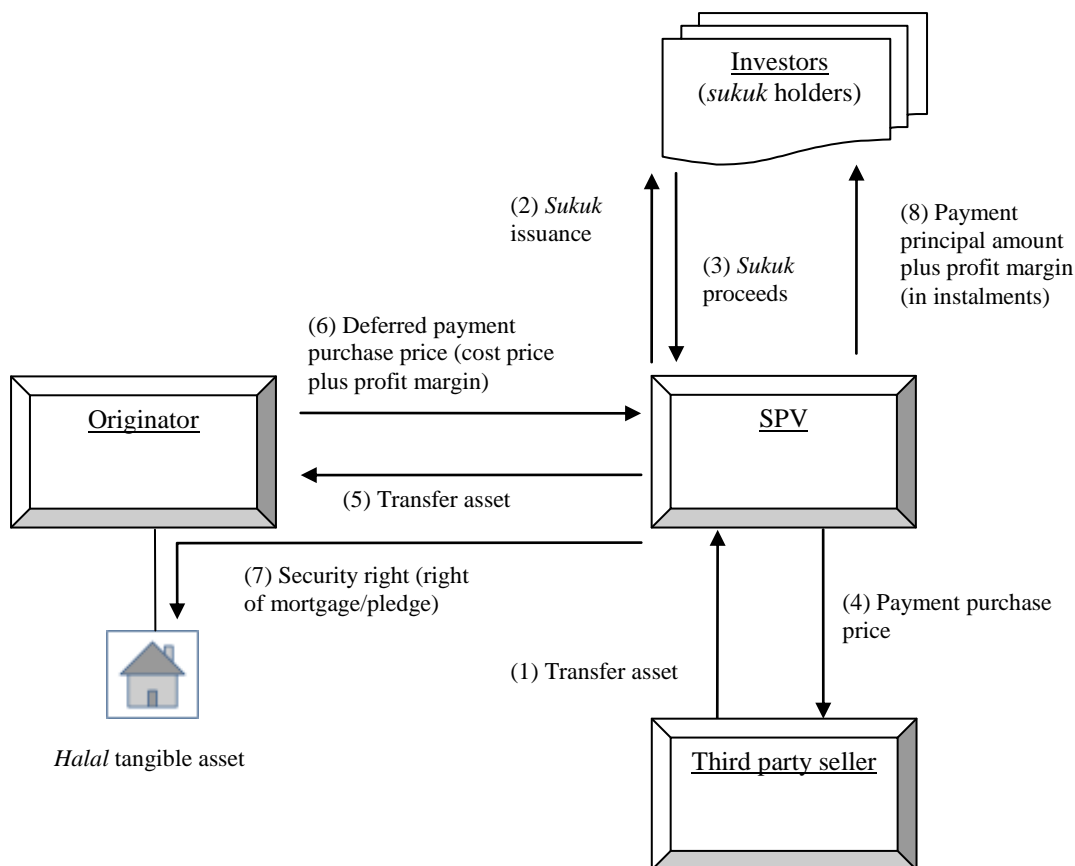 Investors
(sukuk holders)
(2) Sukuk
issuance
(3) Sukuk
proceeds
(8) Payment
principal amount
plus profit margin
(in instalments)
(6) Deferred payment
purchase price (cost price
plus profit margin)
Originator
SPV
(5) Transfer asset
(7) Security right (right
of mortgage/pledge)
(4) Payment purchase
price
(1) Transfer asset
Halal tangible asset
Third party seller